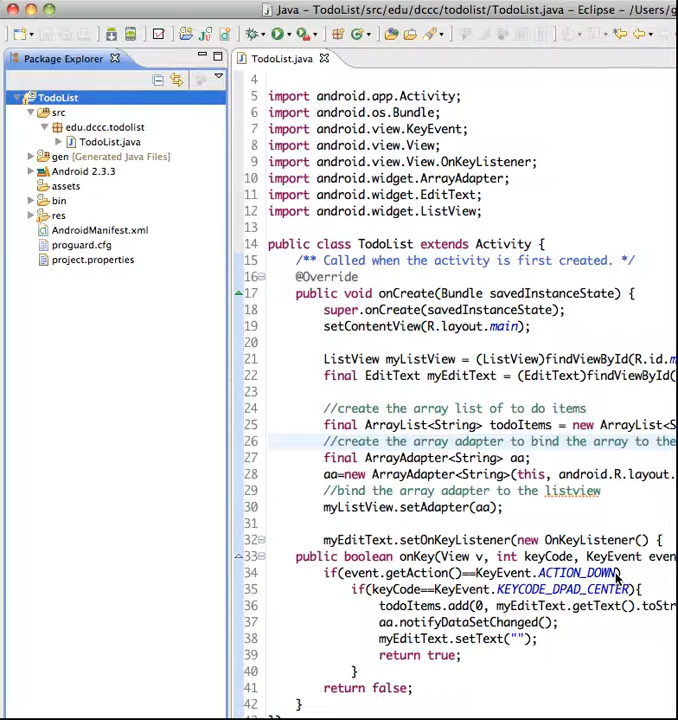 Java – TodoList/src/edu/dccc/todolist/TodoList.java – Eclipse – /Users/g
Package Explorer
TodoList.java
TodoList
src
edu.dccc.todolist
TodoList.java
gen [Generated Java Files]
Android 2.3.3
assets
bin
res
AndroidManifest.xml
proguard.cfg
project.properties
4
5 import android.app.Activity;
6 import android.os.Bundle;
7 import android.view.KeyEvent;
8 import android.view.View;
9 import android.view.View.OnKeyListener;
10 import android.widget.ArrayAdapter;
11 import android.widget.EditText;
12 import android.widget.ListView;
13
14 public class TodoList extends Activity {
15 /** Called when the activity is first created. */
16 @Override
17 public void onCreate(Bundle savedInstanceState) {
18 super.onCreate(savedInstanceState);
19 setContentView(R.layout.main);
20
21 ListView myListView = (ListView)findViewById(R.id.m
22 final EditText myEditText = (EditText)findViewById(
23
24 //create the array list of to do items
25 final ArrayList<String> todoItems = new ArrayList<S
26 //create the array adapter to bind the array to the
27 final ArrayAdapter<String> aa;
28 aa=new ArrayAdapter<String>(this, android.R.layout.
29 //bind the array adapter to the listview
30 myListView.setAdapter(aa);
31
32 myEditText.setOnKeyListener(new OnKeyListener() {
33 public boolean onKey(View v, int keyCode, KeyEvent even
34 if(event.getAction()==KeyEvent.ACTION_DOWN)
35 if(keyCode==KeyEvent.KEYCODE_DPAD_CENTER){
36 todoItems.add(0, myEditText.getText().toStr
37 aa.notifyDataSetChanged();
38 myEditText.setText("");
39 return true;
40 }
41 return false;
42 }